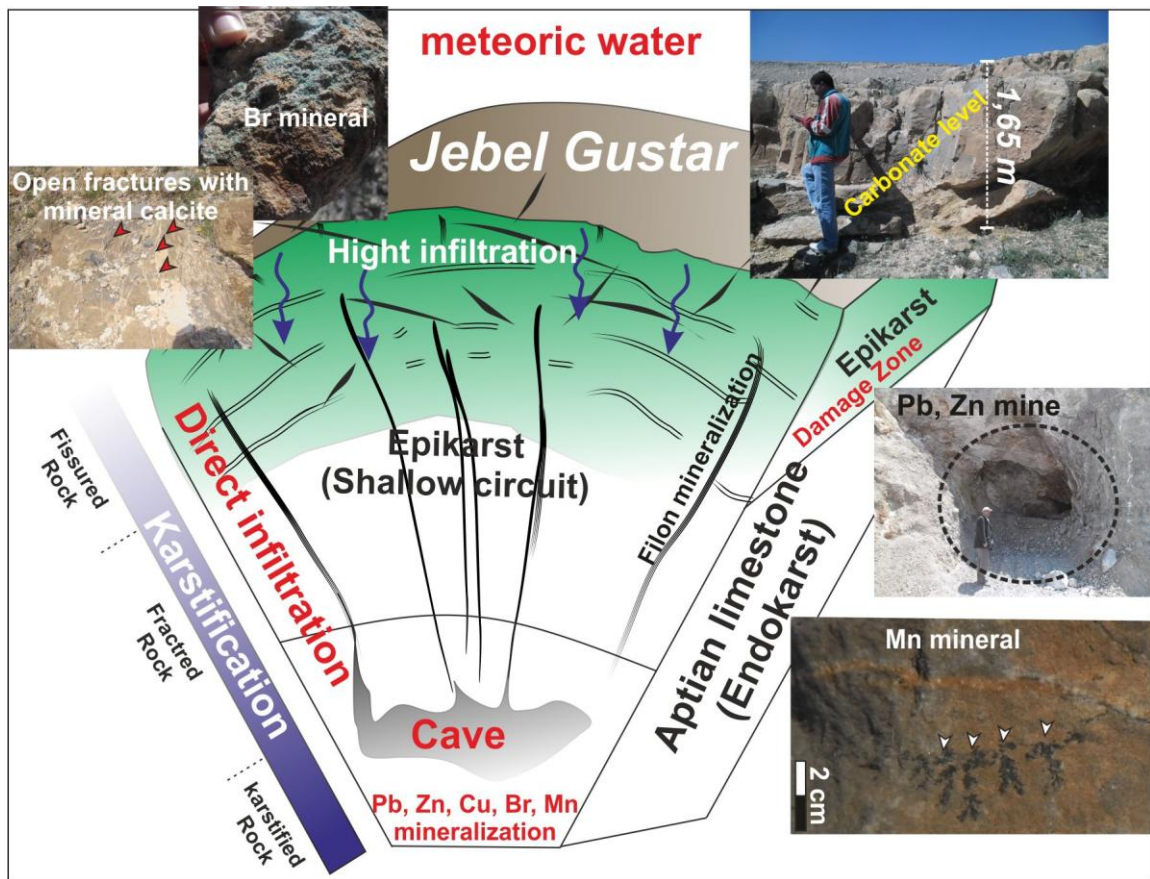 meteoric water
Br mineral
Jebel Gustar
Carbonate level
1,65 m
Open fractures with
mineral calcite
Hight infiltration
Epikarst
Damage Zone
Direct infiltration
Epikarst
(Shallow circuit)
Filon mineralization
Pb, Zn mine
Fissured
Rock
Karstification
Fractred
Rock
karstified
Rock
Aptian limestone
(Endokarst)
Mn mineral
2 cm
Cave
Pb, Zn, Cu, Br, Mn
mineralization